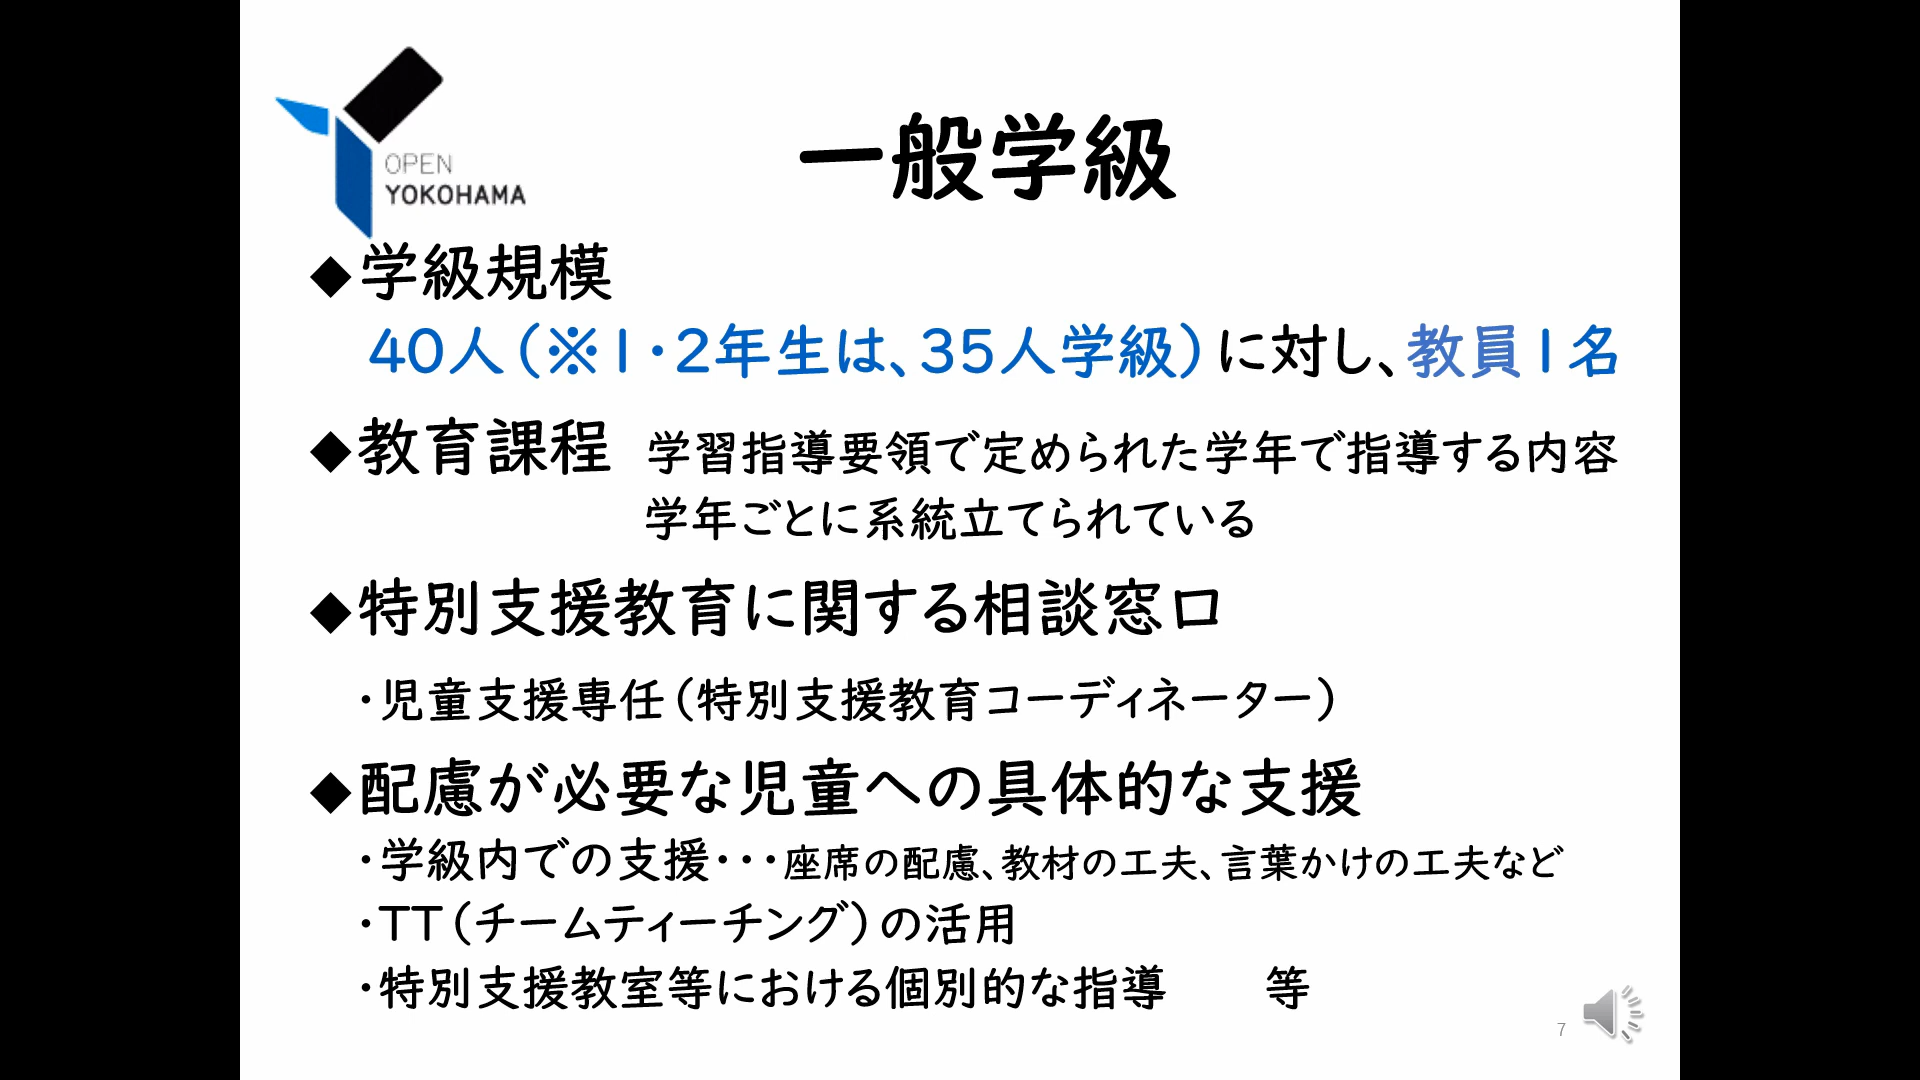 OPEN
YOKOHAMA
一般学級
◆学級規模
40人(※1・2年生は、35人学級)に対し、教員1名
◆教育課程 学習指導要領で定められた学年で指導する内容
学年ごとに系統立てられている
◆特別支援教育に関する相談窓口
・児童支援専任(特別支援教育コーディネーター)
◆配慮が必要な児童への具体的な支援
・学級内での支援・・・座席の配慮、教材の工夫、言葉かけの工夫など
・TT(チームティーチング)の活用
・特別支援教室等における個別的な指導　　等
7